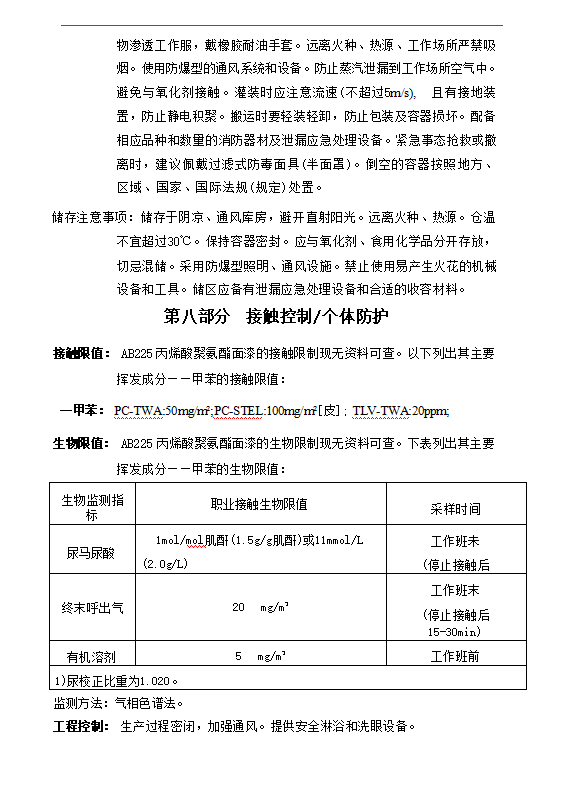 物渗透工作服，戴橡胶耐油手套。远离火种、热源、工作场所严禁吸
烟。使用防爆型的通风系统和设备。防止蒸汽泄漏到工作场所空气中。
避免与氧化剂接触。灌装时应注意流速(不超过5m/s),　且有接地装
置，防止静电积聚。搬运时要轻装轻卸，防止包装及容器损坏。配备
相应品种和数量的消防器材及泄漏应急处理设备。紧急事态抢救或撤
离时，建议佩戴过滤式防毒面具(半面罩)。倒空的容器按照地方、
区域、国家、国际法规(规定)处置。
储存注意事项：储存于阴凉、通风库房，避开直射阳光。远离火种、热源。仓温
不宜超过30℃。保持容器密封。应与氧化剂、食用化学品分开存放，
切忌混储。采用防爆型照明、通风设施。禁止使用易产生火花的机械
设备和工具。储区应备有泄漏应急处理设备和合适的收容材料。
第八部分　接触控制/个体防护
接触限值： AB225丙烯酸聚氨酯面漆的接触限制现无资料可查。以下列出其主要
挥发成分－－甲苯的接触限值：
—甲苯： PC-TWA:50mg/m²;PC-STEL:100mg/m²[皮]；TLV-TWA:20ppm;
生物限值： AB225 丙烯酸聚氨酯面漆的生物限制现无资料可查。下表列出其主要
挥发成分－－甲苯的生物限值：
生物监测指标 职业接触生物限值 采样时间
尿马尿酸 1mol/mol肌酐(1.5g/g肌酐)或11mmol/L (2.0g/L) 工作班未 (停止接触后
终末呼出气 20 mg/m³ 工作班末 (停止接触后 15-30min)
有机溶剂 5 mg/m³ 工作班前
1)尿校正比重为1.020。
监测方法：气相色谱法。
工程控制： 生产过程密闭，加强通风。提供安全淋浴和洗眼设备。